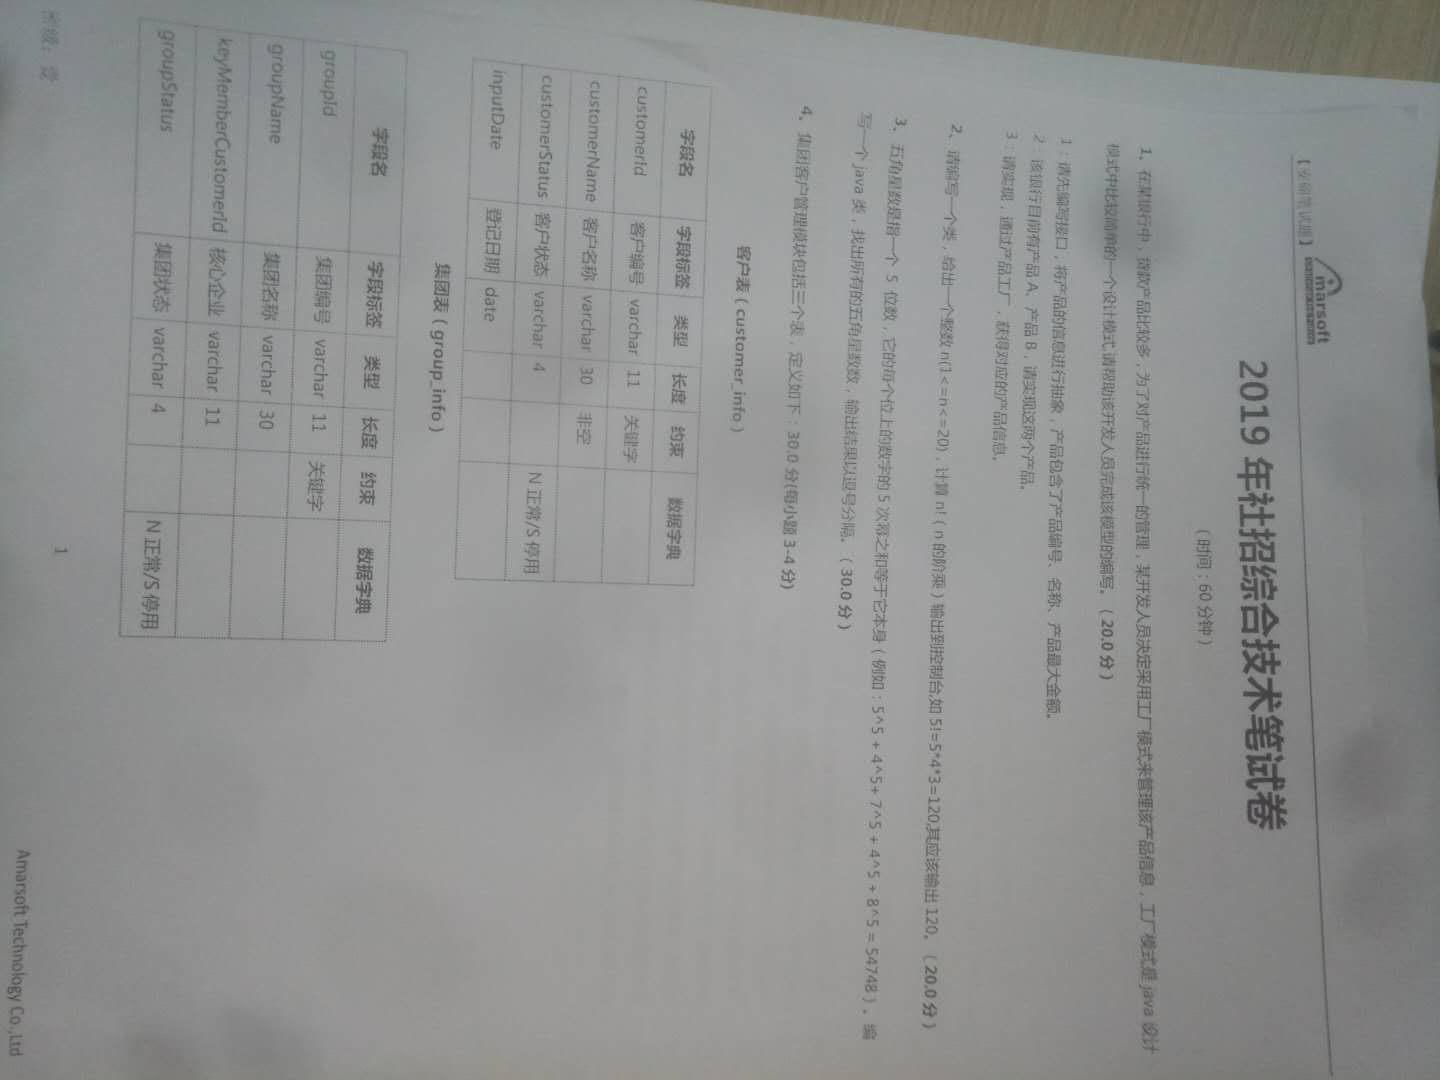 【安硕笔试题】
marsoft
2019 年社招综合技术笔试卷
（时间：60 分钟）
1、在某银行中，贷款产品比较多，为了对产品进行统一的管理，某开发人员决定采用工厂模式来管理该产品信息，工厂模式是 java 设计
模式中比较简单的一个设计模式,请帮助该开发人员完成该模型的编写。（20.0 分）
1：请先编写接口，将产品的信息进行抽象，产品包含了产品编号、名称、产品最大金额。
2：该银行目前有产品 A、产品 B，请实现这两个产品。
3：请实现，通过产品工厂，获得对应的产品信息。
2、请编写一个类，给出一个整数 n(1<=n<=20)，计算 n!（n 的阶乘）输出到控制台,如 5!=5*4*3=120,其应该输出 120。（20.0 分）
3、五角星数是指一个 5 位数，它的每个位上的数字的 5 次幂之和等于它本身（例如：5^5 + 4^5+ 7^5 + 4^5 + 8^5 = 54748）。编
写一个 java 类，找出所有的五角星数数，输出结果以逗号分隔。（30.0 分）
4、集团客户管理模块包括三个表，定义如下：30.0 分(每小题 3-4 分)
客户表（customer_info）
字段名 字段标签 类型 长度 约束 数据字典
customerId 客户编号 varchar 11 关键字
customerName 客户名称 varchar 30 非空
customerStatus 客户状态 varchar 4 N 正常/S 停用
inputDate 登记日期 date
集团表（group_info）
字段名 字段标签 类型 长度 约束 数据字典
groupId 集团编号 varchar 11 关键字
groupName 集团名称 varchar 30
keyMemberCustomerId 核心企业 varchar 11
groupStatus 集团状态 varchar 4 N 正常/S 停用
1
Amarsoft Technology Co.,Ltd